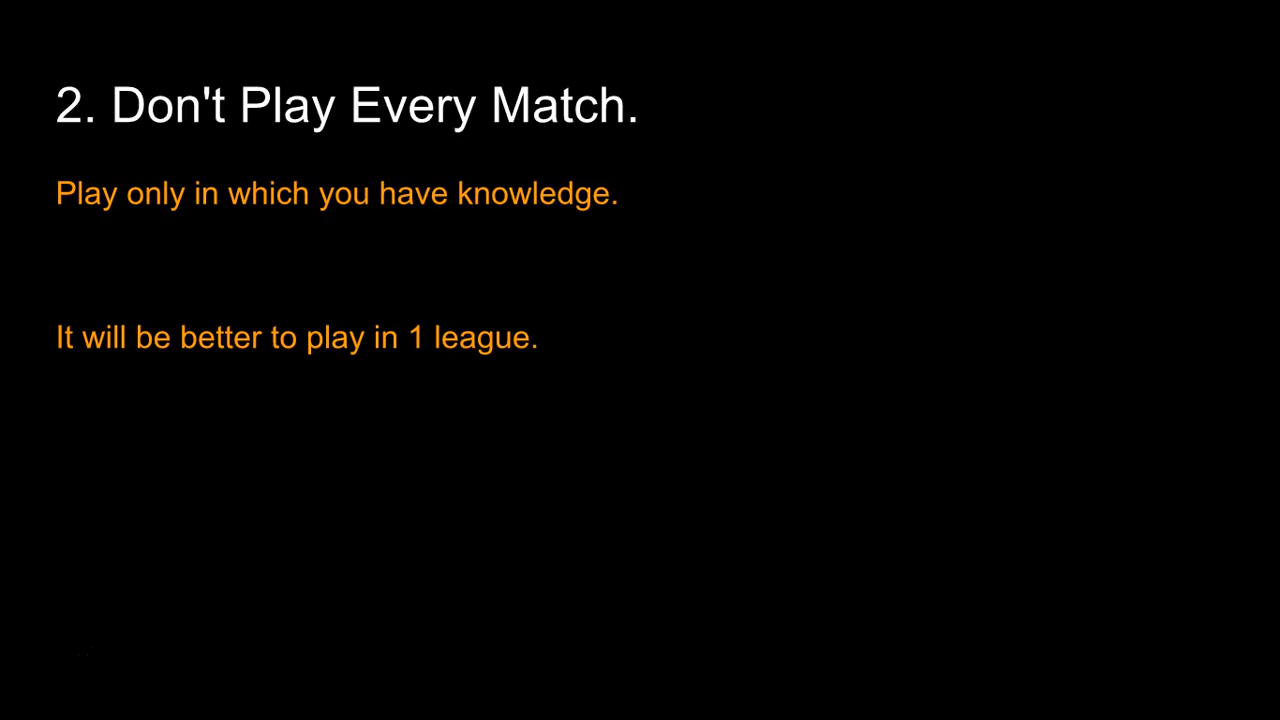 2. Don't Play Every Match.
Play only in which you have knowledge.
It will be better to play in 1 league.